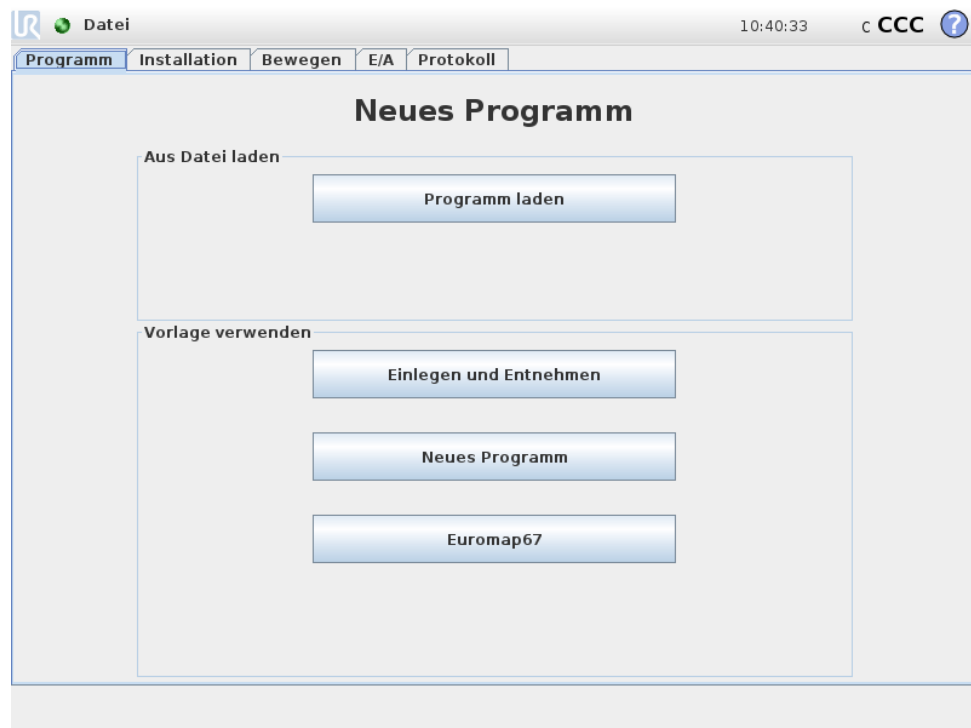 UR Datei 10:40:33 c CCC ?
Programm Installation Bewegen E/A Protokoll
Neues Programm
Aus Datei laden
Programm laden
Vorlage verwenden
Einlegen und Entnehmen
Neues Programm
Euromap67